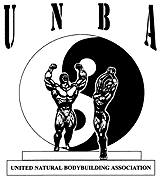 UNBA
UNITED NATURAL BODYBUILDING ASSOCIATION